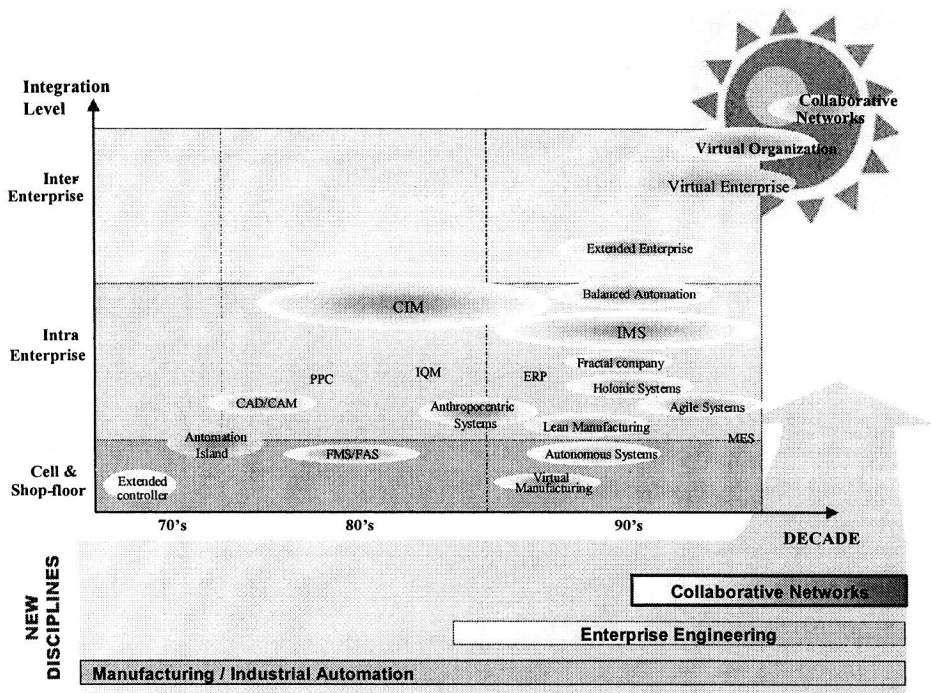 Integration
Level
Collaborative
Networks
Virtual Organization
Inter
Enterprise
Virtual Enterprise
Extended Enterprise
Balanced Automation
CIM
IMS
Intra
Enterprise
Fractal company
PPC
IQM
ERP
Holonic Systems
CAD/CAM
Anthropocentric
Systems
Agile Systems
Lean Manufacturing
Automation
Island
MES
FMS/FAS
Autonomous Systems
Cell &
Shop-floor
Extended
controller
Virtual
Manufacturing
70's
80's
90's
DECADE
NEW
DISCIPLINES
Collaborative Networks
Enterprise Engineering
Manufacturing / Industrial Automation